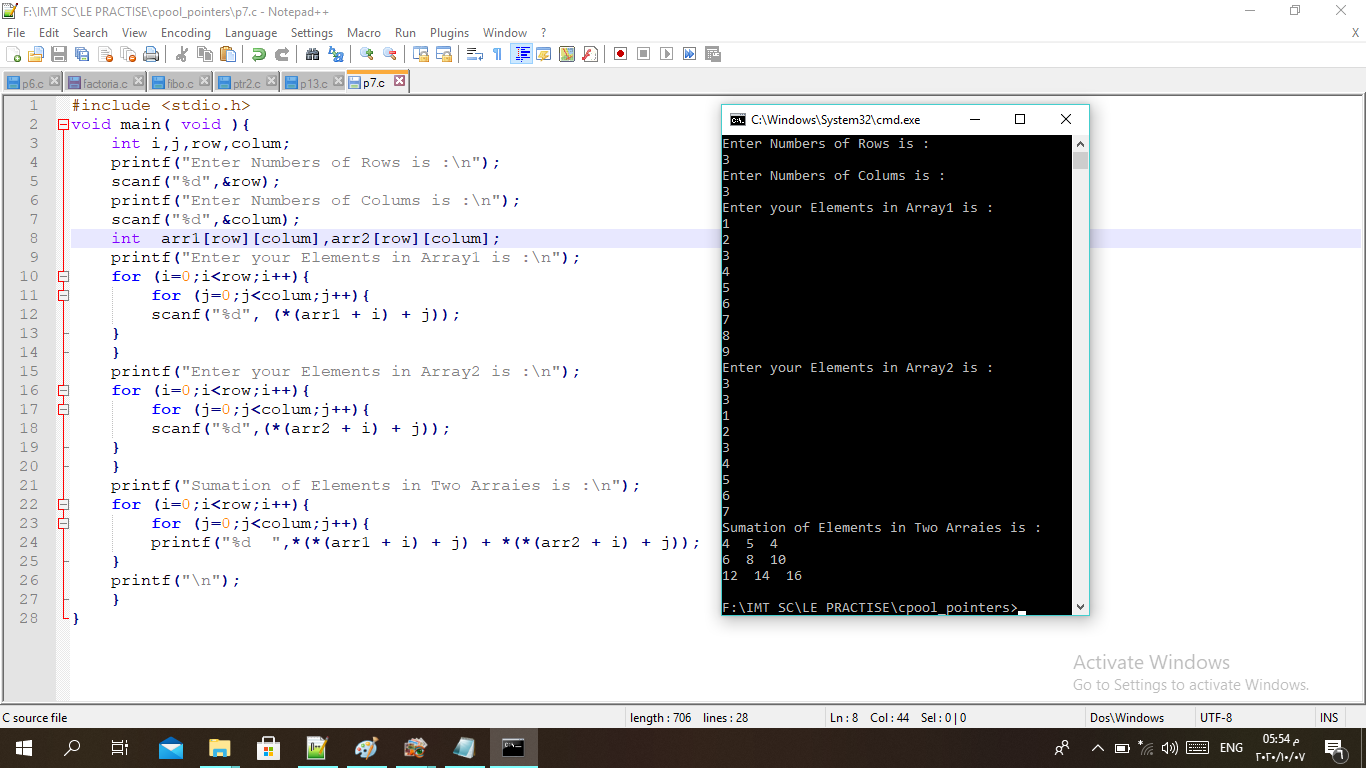 F:\IMT SC\LE PRACTISE\cpool_pointers\p7.c - Notepad++
File Edit Search View Encoding Language Settings Macro Run Plugins Window ? X
p6.c factoria.c fibo.c ptr2.c p13.c p7.c
1 #include <stdio.h>
2 void main( void ){
3 int i,j,row,colum;
4 printf("Enter Numbers of Rows is :\n");
5 scanf("%d",&row);
6 printf("Enter Numbers of Colums is :\n");
7 scanf("%d",&colum);
8 int  arr1[row][colum],arr2[row][colum];
9 printf("Enter your Elements in Array1 is :\n");
10 for (i=0;i<row;i++){
11 for (j=0;j<colum;j++){
12 scanf("%d", (*(arr1 + i) + j));
13 }
14 }
15 printf("Enter your Elements in Array2 is :\n");
16 for (i=0;i<row;i++){
17 for (j=0;j<colum;j++){
18 scanf("%d",(*(arr2 + i) + j));
19 }
20 }
21 printf("Sumation of Elements in Two Arraies is :\n");
22 for (i=0;i<row;i++){
23 for (j=0;j<colum;j++){
24 printf("%d  ",*(*(arr1 + i) + j) + *(*(arr2 + i) + j));
25 }
26 printf("\n");
27 }
28 }
C:\Windows\System32\cmd.exe
Enter Numbers of Rows is :
3
Enter Numbers of Colums is :
3
Enter your Elements in Array1 is :
1
2
3
4
5
6
7
8
9
Enter your Elements in Array2 is :
3
3
1
2
3
4
5
6
7
Sumation of Elements in Two Arraies is :
4  5  4
6  8  10
12  14  16
F:\IMT SC\LE PRACTISE\cpool_pointers>
Activate Windows
Go to Settings to activate Windows.
C source file length : 706 lines : 28 Ln : 8 Col : 44 Sel : 0 | 0 Dos\Windows UTF-8 INS
ENG 05:54 م
٢٠٢٠/١٠/٠٧